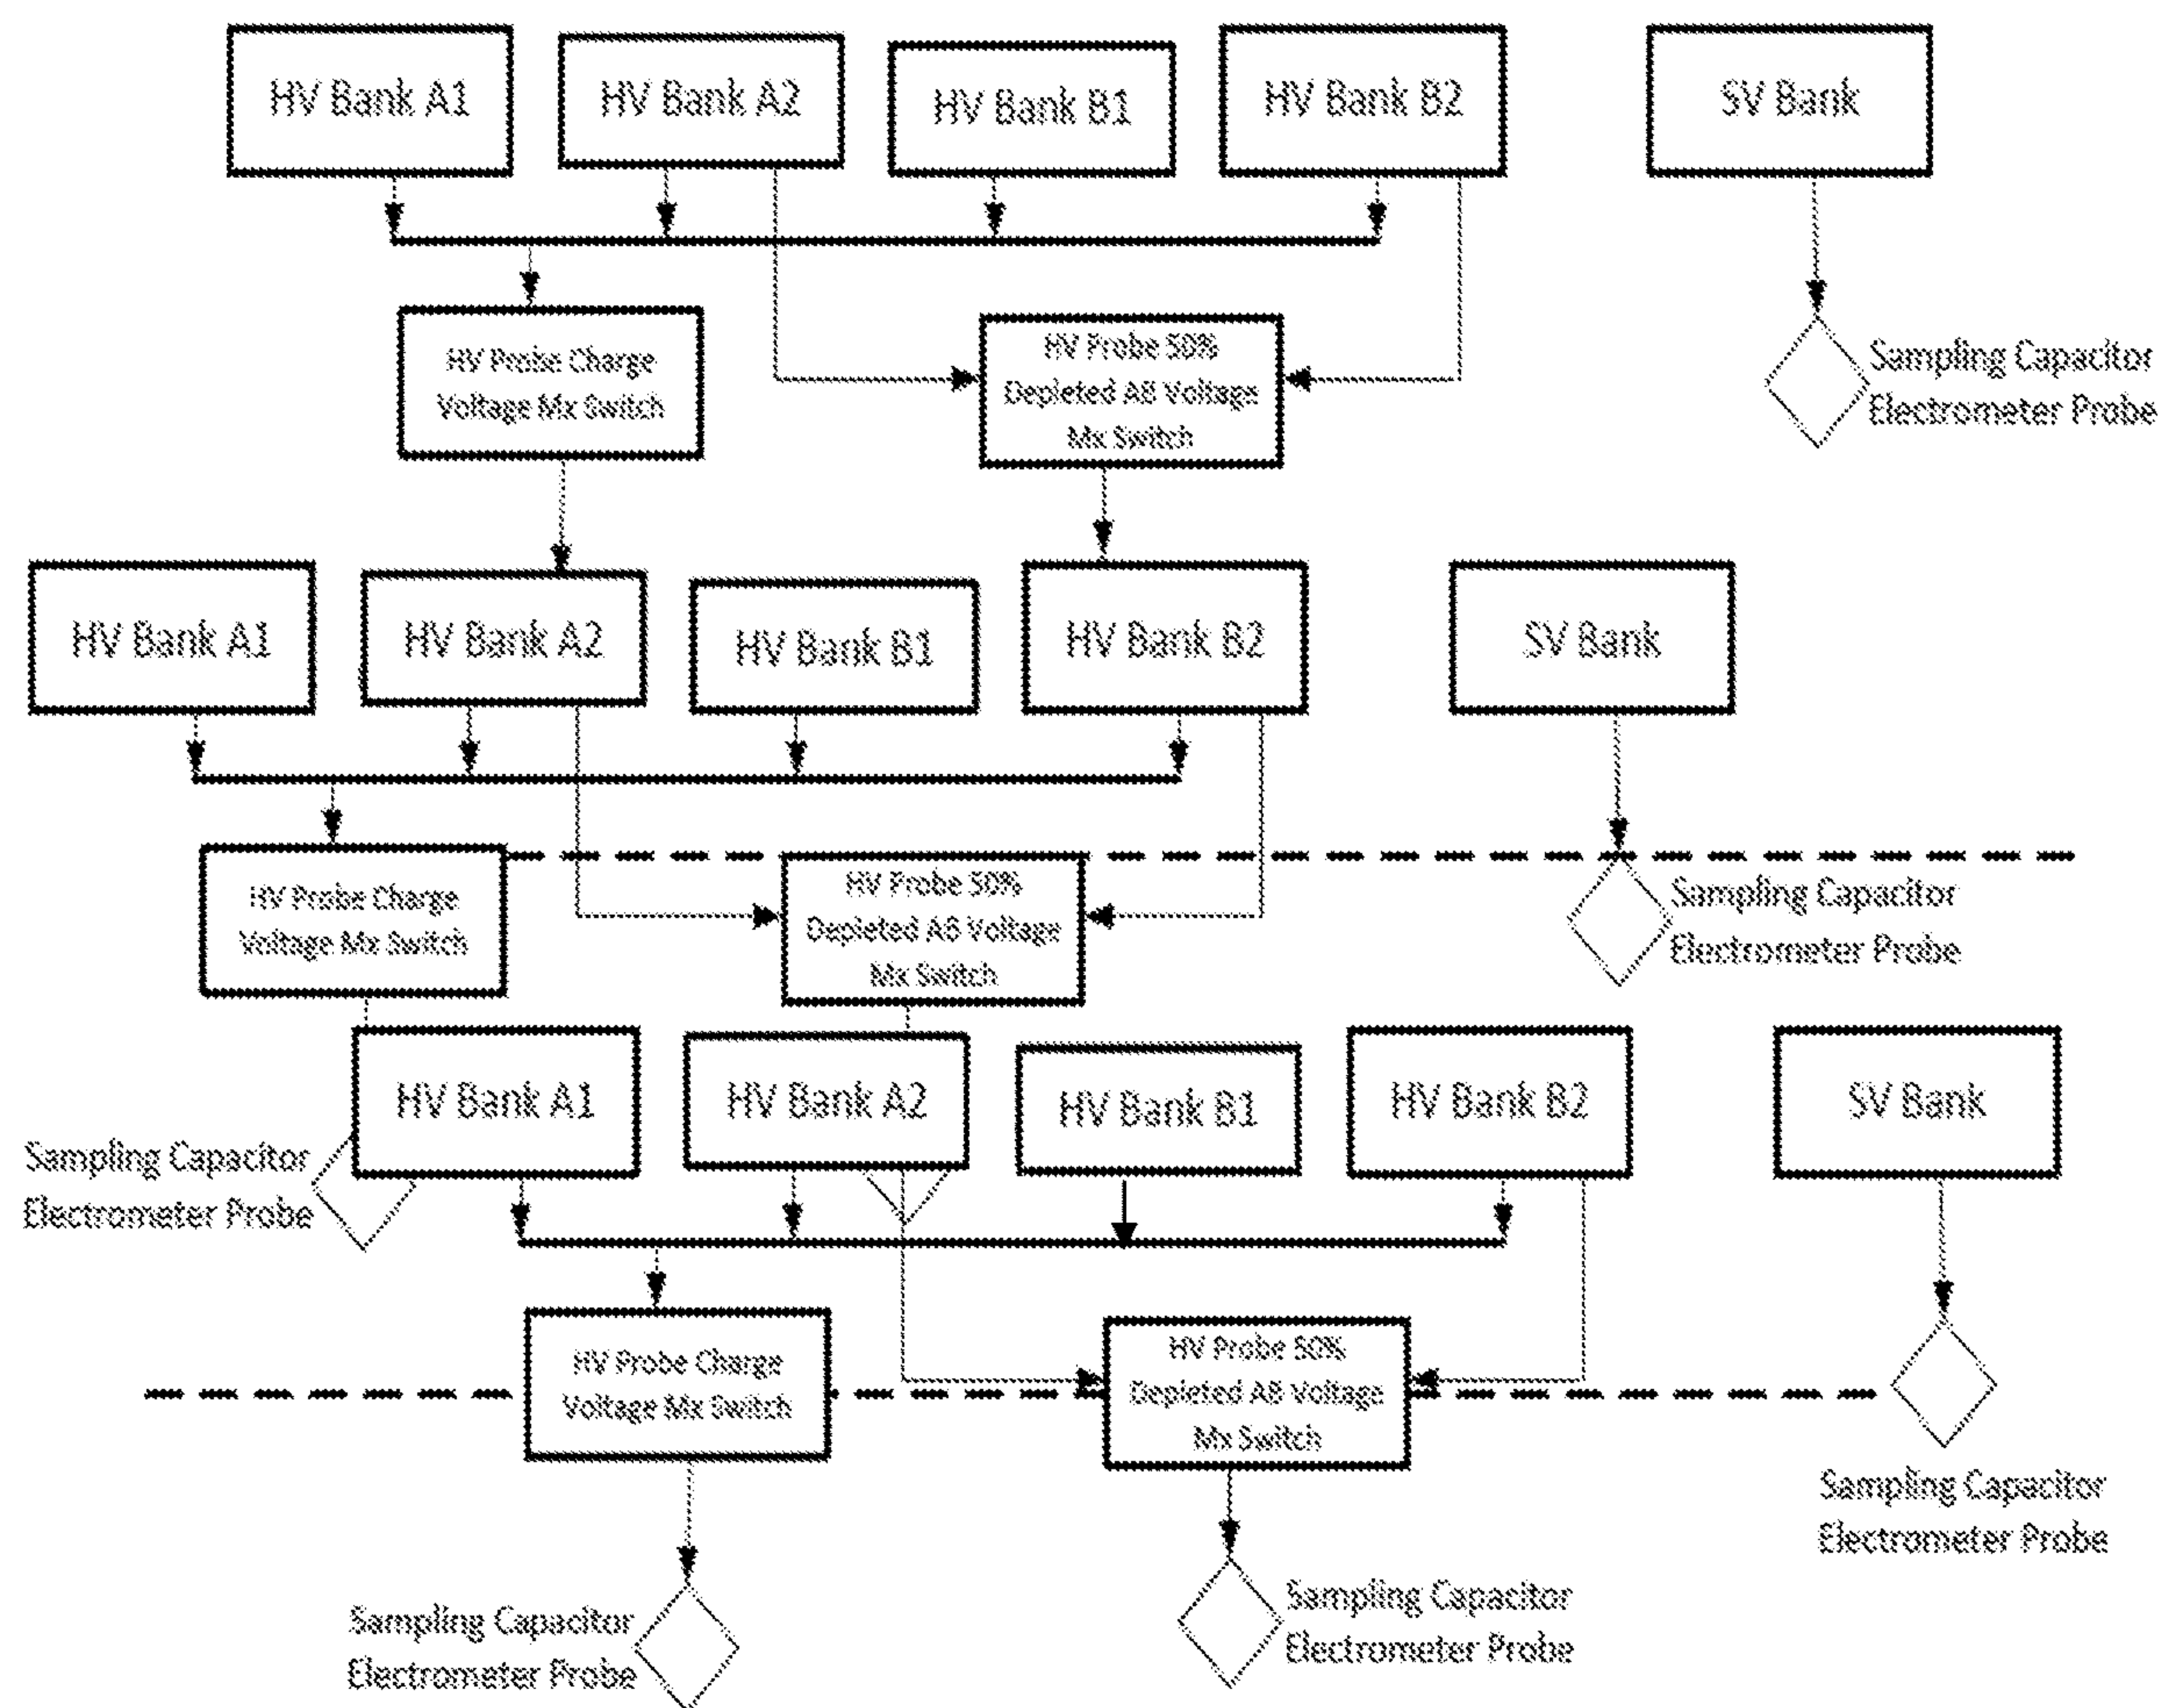 HV Bank A1
HV Bank A2
HV Bank B1
HV Bank B2
SV Bank
HV Probe Charge
Voltage Mx Switch
HV Probe 50%
Depleted AB Voltage
Mx Switch
Sampling Capacitor
Electrometer Probe
HV Bank A1
HV Bank A2
HV Bank B1
HV Bank B2
SV Bank
HV Probe Charge
Voltage Mx Switch
HV Probe 50%
Depleted AB Voltage
Mx Switch
Sampling Capacitor
Electrometer Probe
HV Bank A1
HV Bank A2
HV Bank B1
HV Bank B2
SV Bank
Sampling Capacitor
Electrometer Probe
HV Probe Charge
Voltage Mx Switch
HV Probe 50%
Depleted AB Voltage
Mx Switch
Sampling Capacitor
Electrometer Probe
Sampling Capacitor
Electrometer Probe
Sampling Capacitor
Electrometer Probe